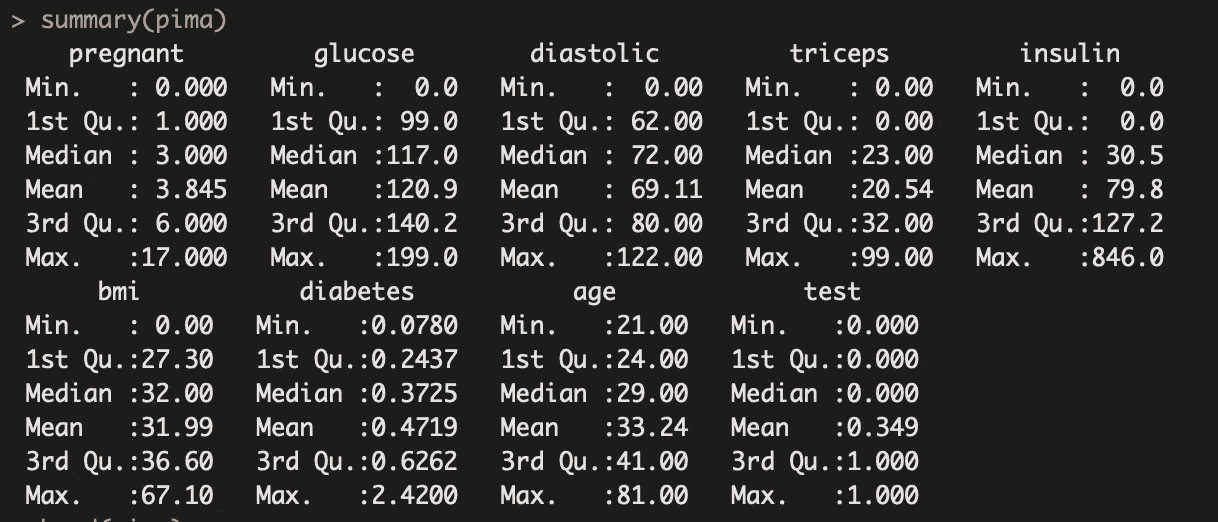 > summary(pima)
    pregnant         glucose        diastolic         triceps         insulin
 Min.   : 0.000   Min.   :  0.0   Min.   :  0.00   Min.   : 0.00   Min.   :  0.0
 1st Qu.: 1.000   1st Qu.: 99.0   1st Qu.: 62.00   1st Qu.: 0.00   1st Qu.:  0.0
 Median : 3.000   Median :117.0   Median : 72.00   Median :23.00   Median : 30.5
 Mean   : 3.845   Mean   :120.9   Mean   : 69.11   Mean   :20.54   Mean   : 79.8
 3rd Qu.: 6.000   3rd Qu.:140.2   3rd Qu.: 80.00   3rd Qu.:32.00   3rd Qu.:127.2
 Max.   :17.000   Max.   :199.0   Max.   :122.00   Max.   :99.00   Max.   :846.0
      bmi           diabetes           age             test
 Min.   : 0.00   Min.   :0.0780   Min.   :21.00   Min.   :0.000
 1st Qu.:27.30   1st Qu.:0.2437   1st Qu.:24.00   1st Qu.:0.000
 Median :32.00   Median :0.3725   Median :29.00   Median :0.000
 Mean   :31.99   Mean   :0.4719   Mean   :33.24   Mean   :0.349
 3rd Qu.:36.60   3rd Qu.:0.6262   3rd Qu.:41.00   3rd Qu.:1.000
 Max.   :67.10   Max.   :2.4200   Max.   :81.00   Max.   :1.000